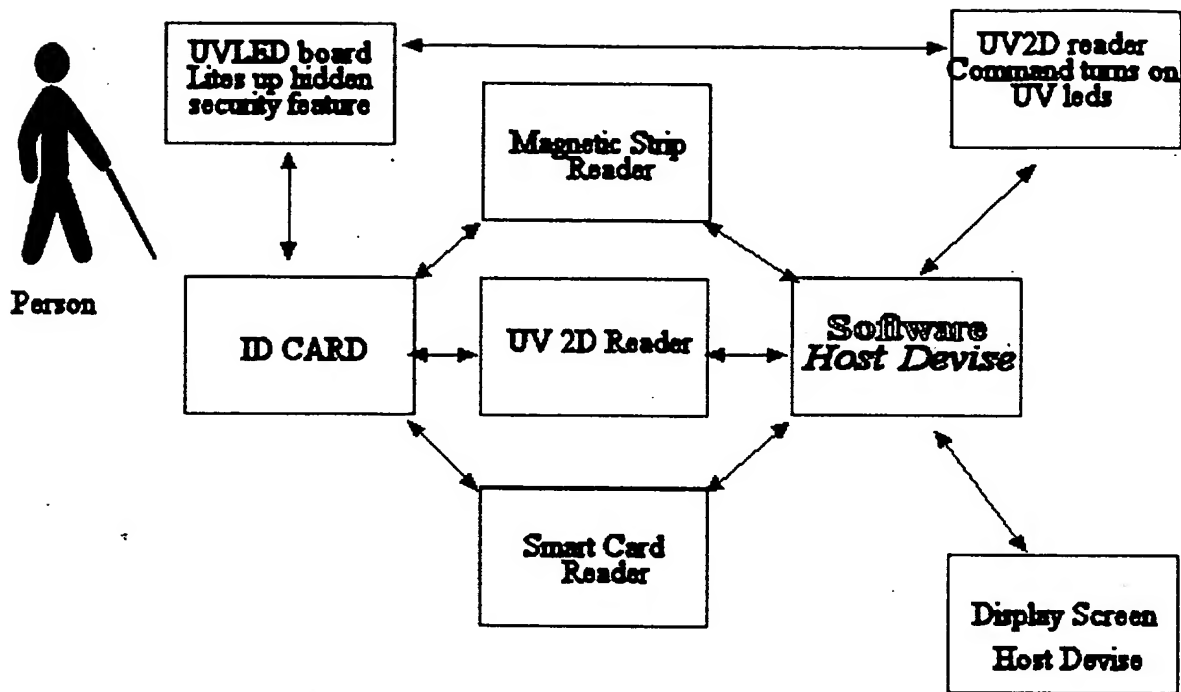 UVLED board
Lites up hidden
security feature
UV2D reader
Command turns on
UV leds
Magnetic Strip
Reader
Person
ID CARD
UV 2D Reader
Software
Host Devise
Smart Card
Reader
Display Screen
Host Devise